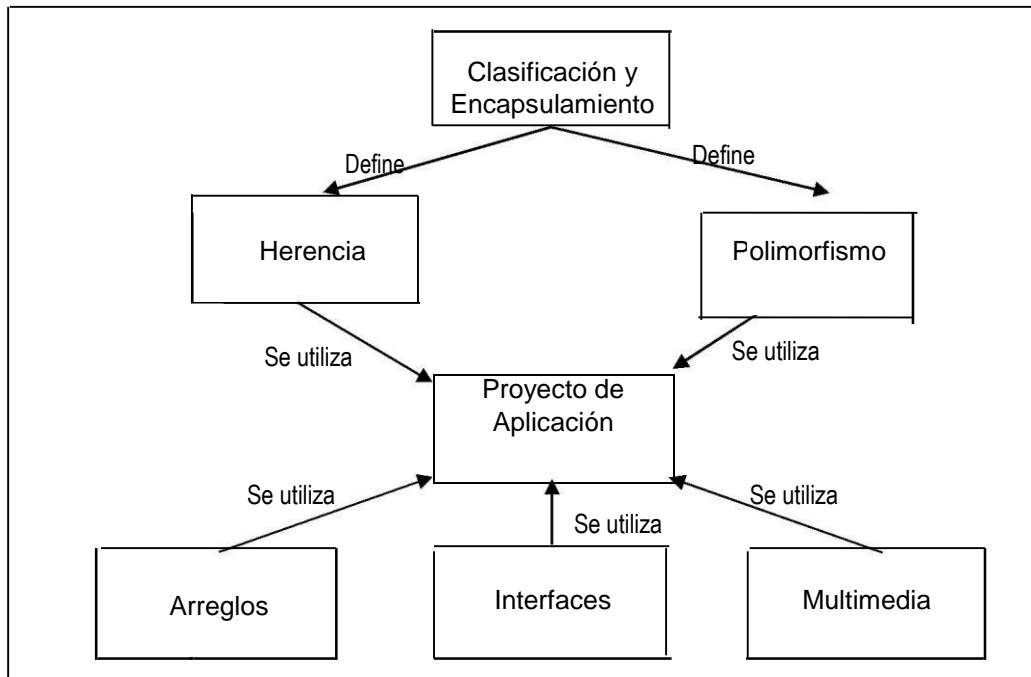 Clasificación y
Encapsulamiento
Define
Define
Herencia
Polimorfismo
Se utiliza
Se utiliza
Proyecto de
Aplicación
Se utiliza
Se utiliza
Se utiliza
Arreglos
Interfaces
Multimedia